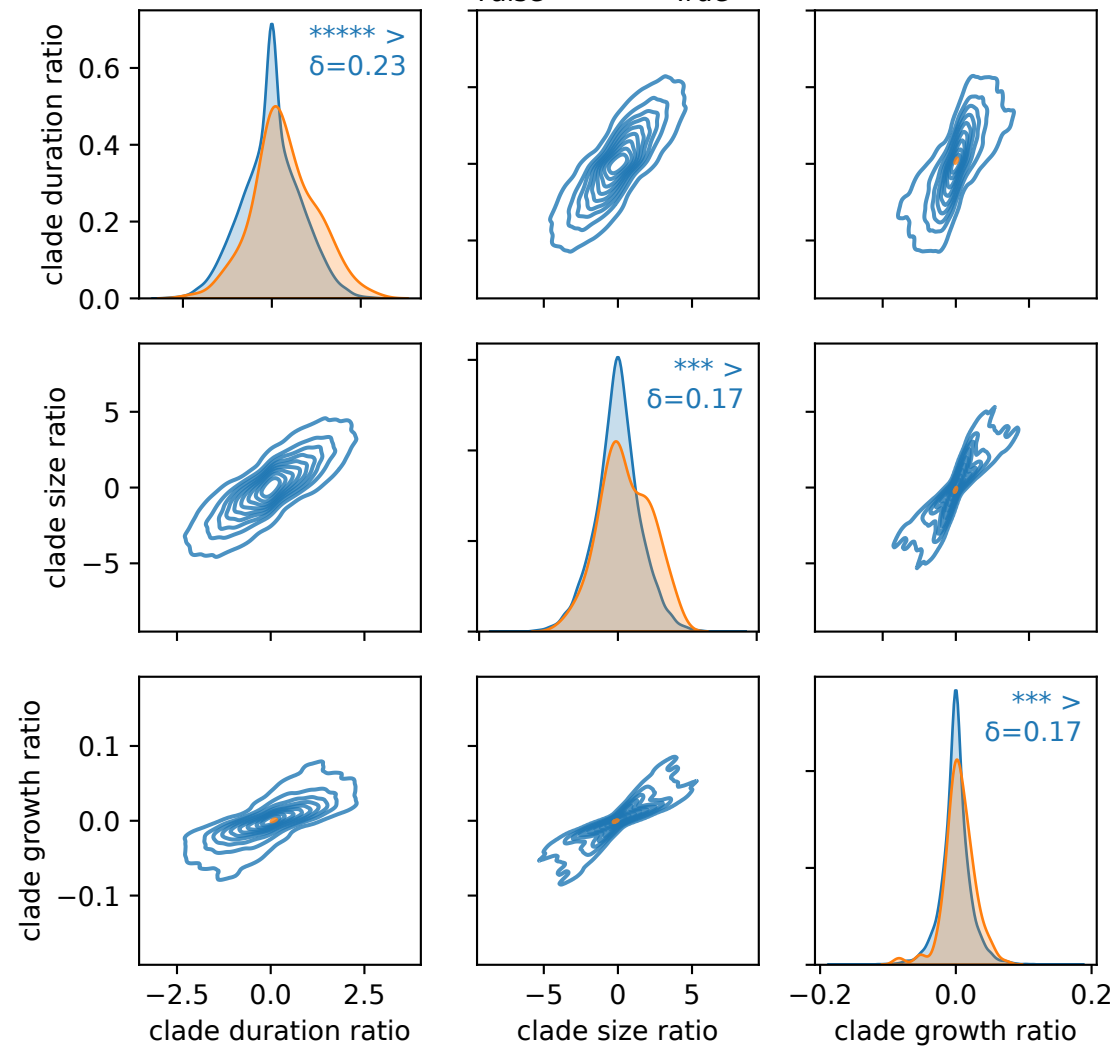 clade duration ratio
0.6
0.4
0.2
0.0
***** >
δ=0.23
clade size ratio
5
0
−5
*** >
δ=0.17
clade growth ratio
0.1
0.0
−0.1
*** >
δ=0.17
−2.5 0.0 2.5
−5 0 5
−0.2 0.0 0.2
clade duration ratio
clade size ratio
clade growth ratio